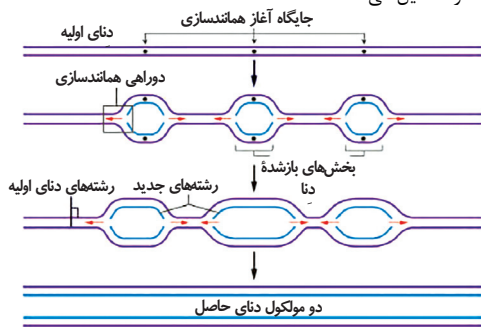 جایگاه آغاز همانندسازی
دنای اولیه
دوراهی همانندسازی
بخش‌های بازشدهٔ
دنا
رشته‌های جدید
رشته‌های دنای اولیه
دو مولکول دنای حاصل